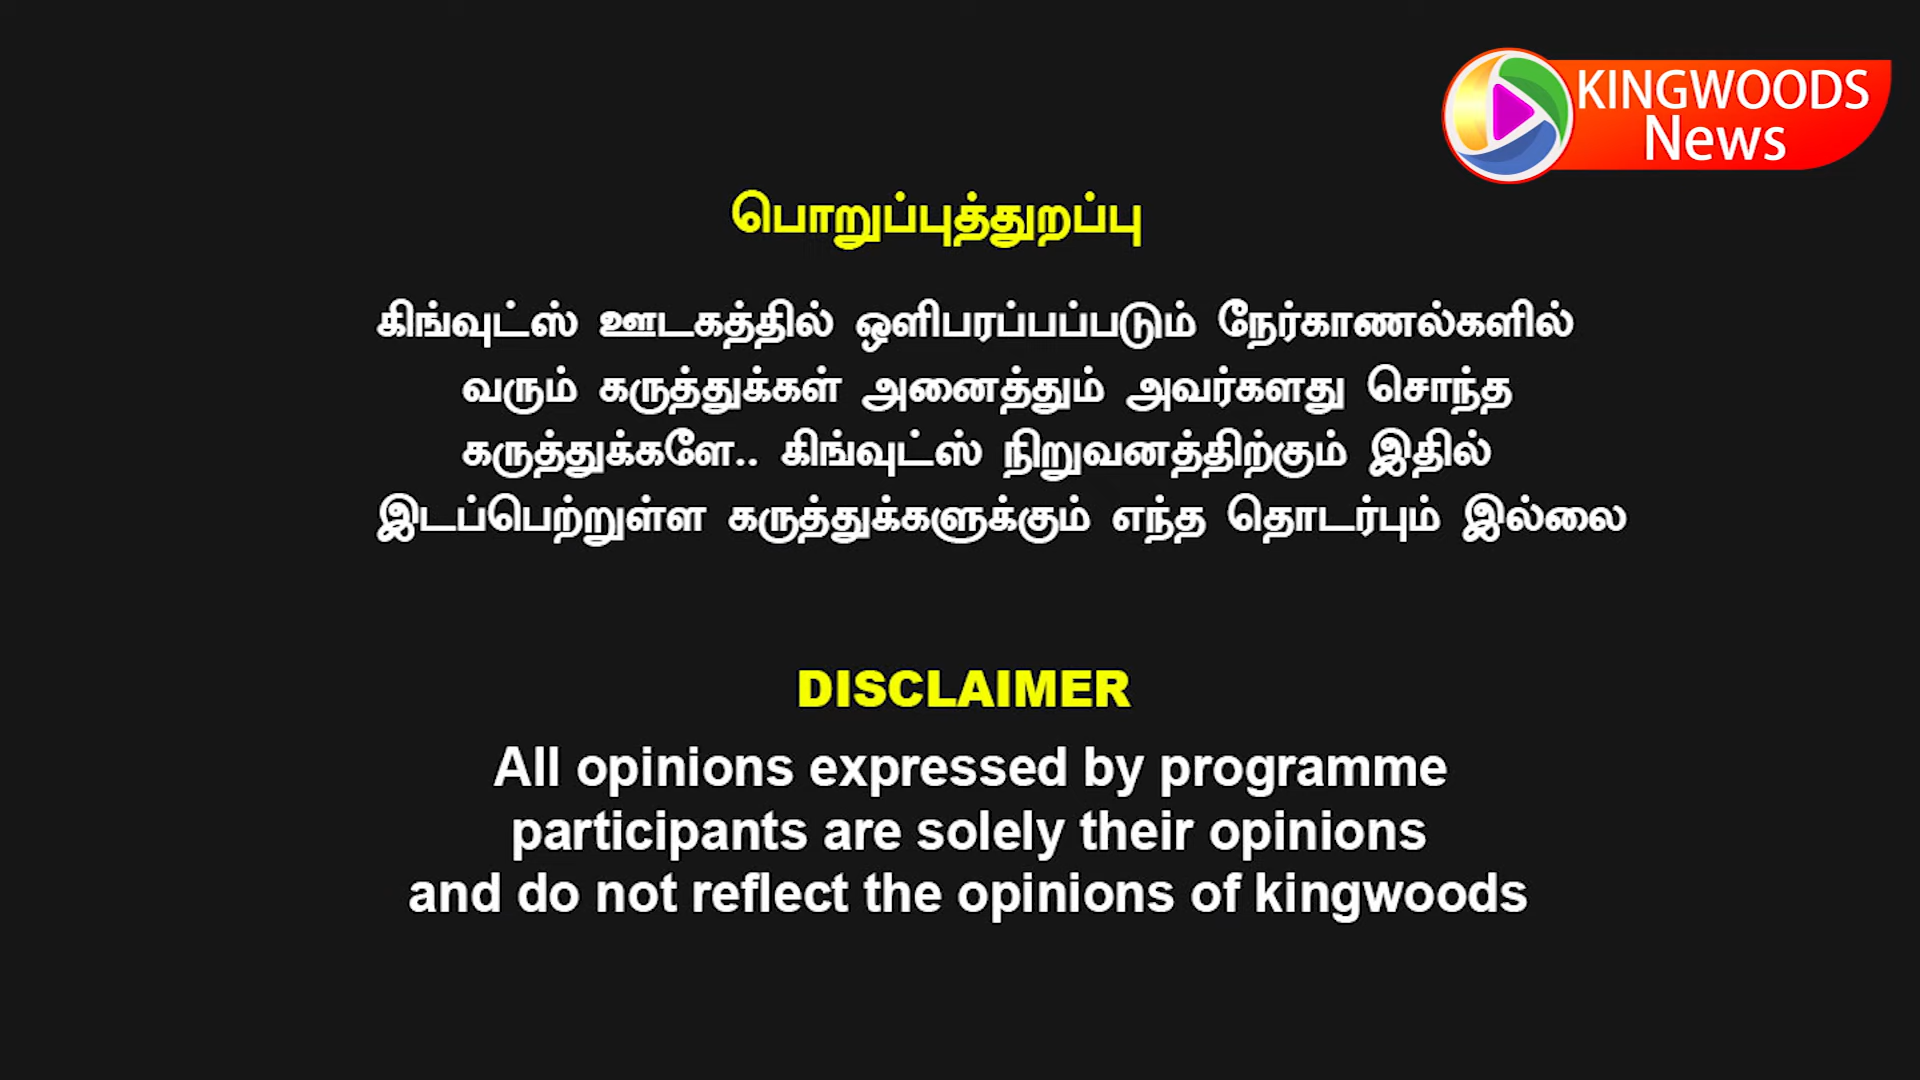 KINGWOODS
News
பொறுப்புத்துறப்பு
கிங்வுட்ஸ் ஊடகத்தில் ஒளிபரப்பப்படும் நேர்காணல்களில்
வரும் கருத்துக்கள் அனைத்தும் அவர்களது சொந்த
கருத்துக்களே.. கிங்வுட்ஸ் நிறுவனத்திற்கும் இதில்
இடப்பெற்றுள்ள கருத்துக்களுக்கும் எந்த தொடர்பும் இல்லை
DISCLAIMER
All opinions expressed by programme
participants are solely their opinions
and do not reflect the opinions of kingwoods